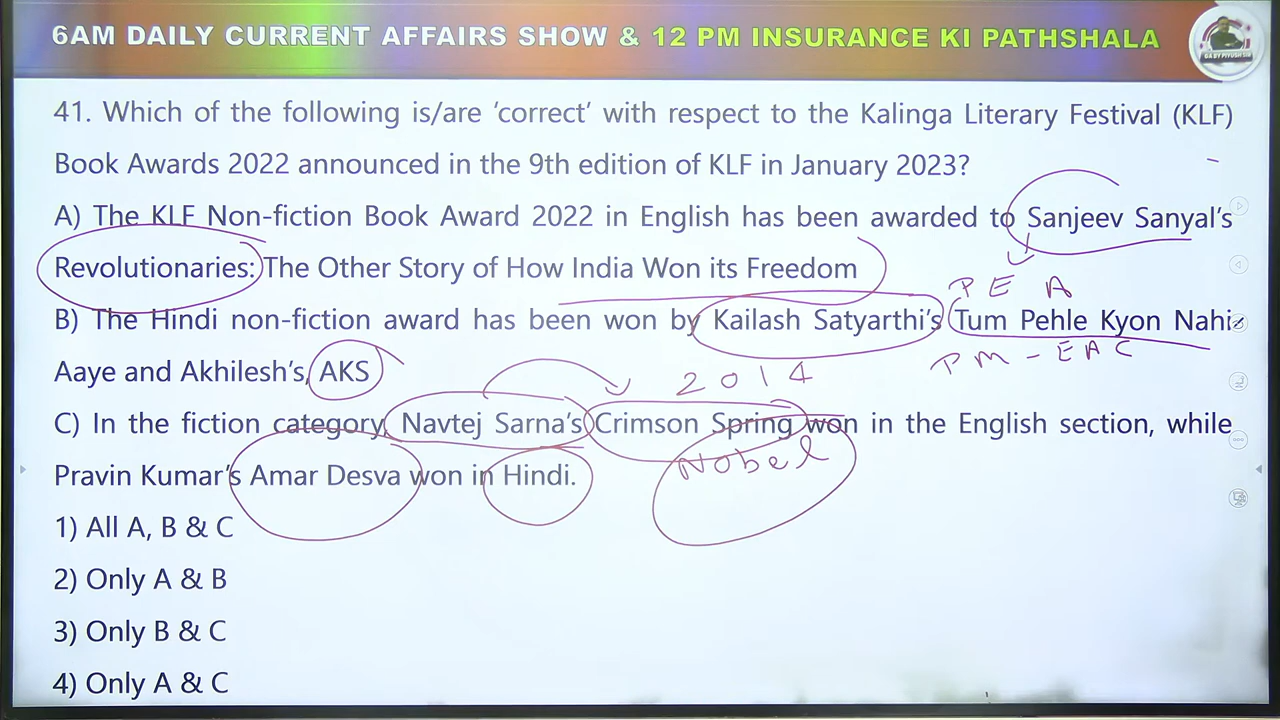 6AM DAILY CURRENT AFFAIRS SHOW & 12 PM INSURANCE KI PATHSHALA
GA BY PIYUSH SIR
41. Which of the following is/are ‘correct’ with respect to the Kalinga Literary Festival (KLF)
Book Awards 2022 announced in the 9th edition of KLF in January 2023?
A) The KLF Non-fiction Book Award 2022 in English has been awarded to Sanjeev Sanyal’s
Revolutionaries: The Other Story of How India Won its Freedom
P E A
B) The Hindi non-fiction award has been won by Kailash Satyarthi’s Tum Pehle Kyon Nahi
PM - EAC
Aaye and Akhilesh’s, AKS
2014
C) In the fiction category, Navtej Sarna’s Crimson Spring won in the English section, while
Nobel
Pravin Kumar’s Amar Desva won in Hindi.
1) All A, B & C
2) Only A & B
3) Only B & C
4) Only A & C